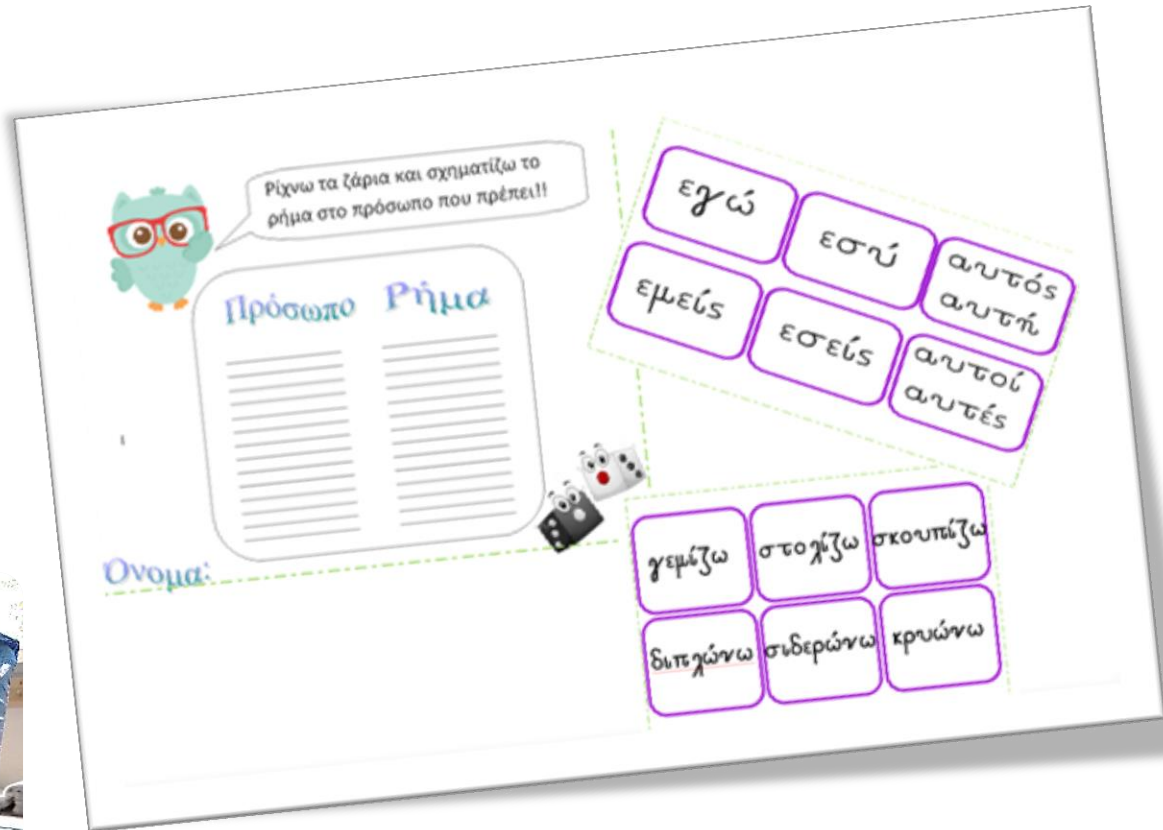 Ρίχνω τα ζάρια και σχηματίζω το
ρήμα στο πρόσωπο που πρέπει!!
Πρόσωπο Ρήμα
Όνομα:
εγώ εσύ αυτός
αυτή
εμείς εσείς αυτοί
αυτές
γεμίζω στολίζω σκουπίζω
διπλώνω σιδερώνω κρυώνω